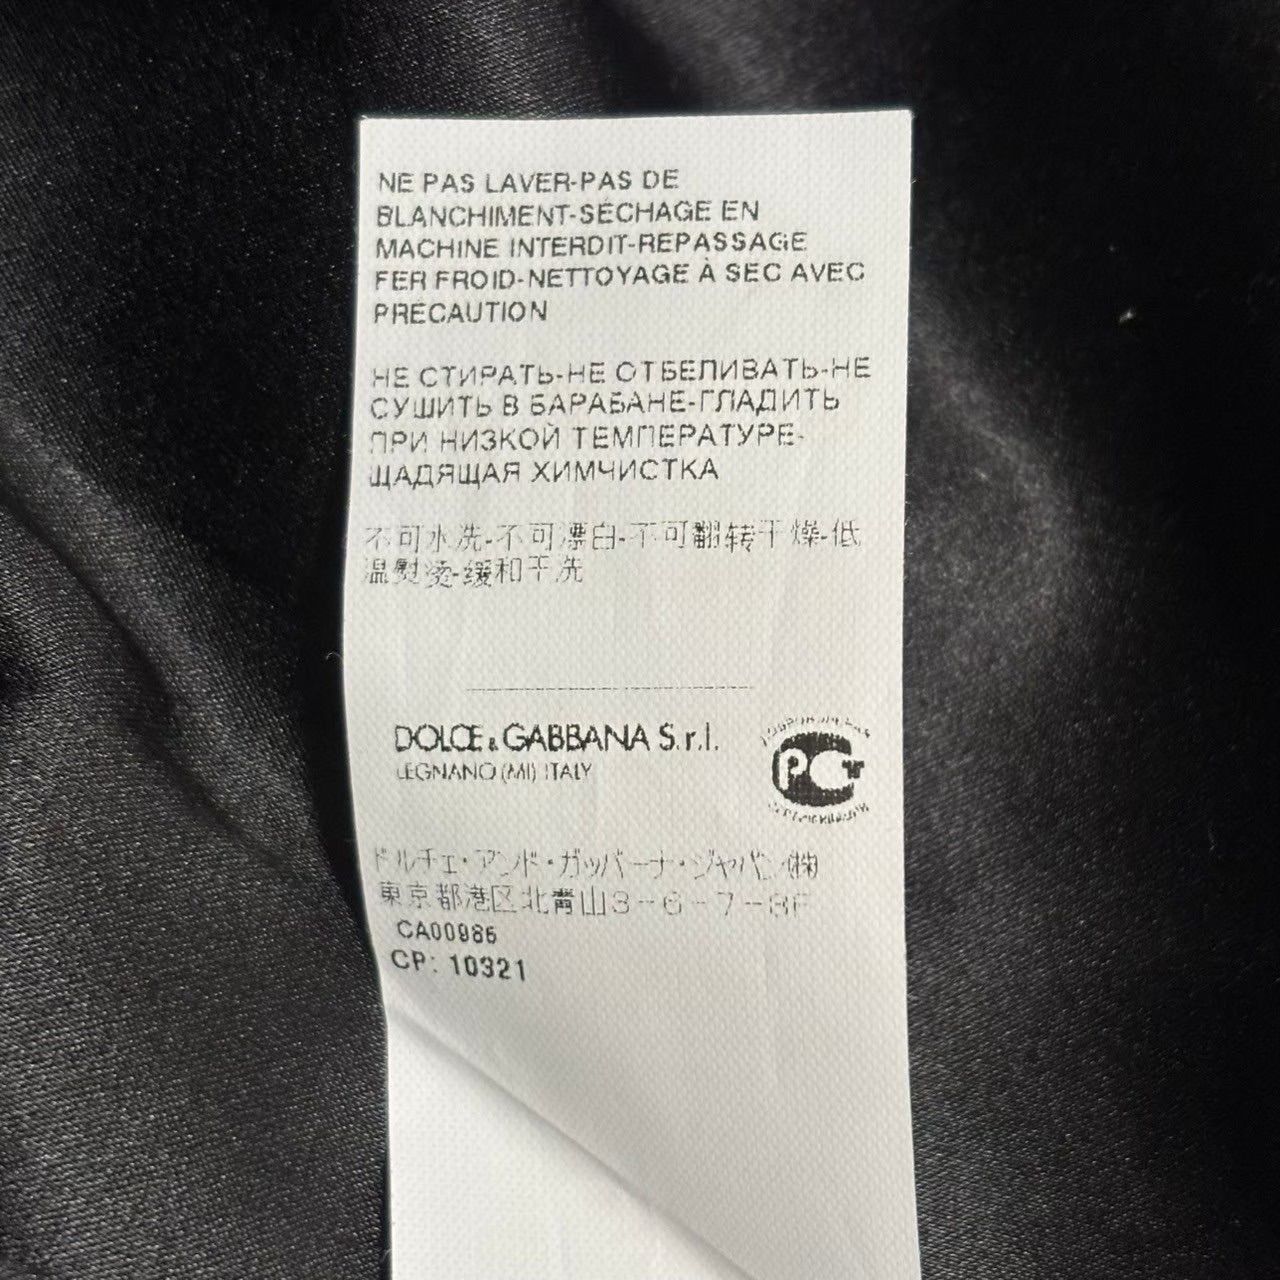 NE PAS LAVER-PAS DE
BLANCHIMENT-SÉCHAGE EN
MACHINE INTERDIT-REPASSAGE
FER FROID-NETTOYAGE À SEC AVEC
PRÉCAUTION
НЕ СТИРАТЬ-НЕ ОТБЕЛИВАТЬ-НЕ
СУШИТЬ В БАРАБАНЕ-ГЛАДИТЬ
ПРИ НИЗКОЙ ТЕМПЕРАТУРЕ-
ЩАДЯЩАЯ ХИМЧИСТКА
不可水洗-不可漂白-不可翻转干燥-低
温熨烫-缓和干洗
DOLCE & GABBANA S.r.l.
LEGNANO (MI) ITALY
PCT
ドルチェ・アンド・ガッバーナ・ジャパン(株)
東京都港区北青山3-6-7-8F
CA00986
CP: 10321